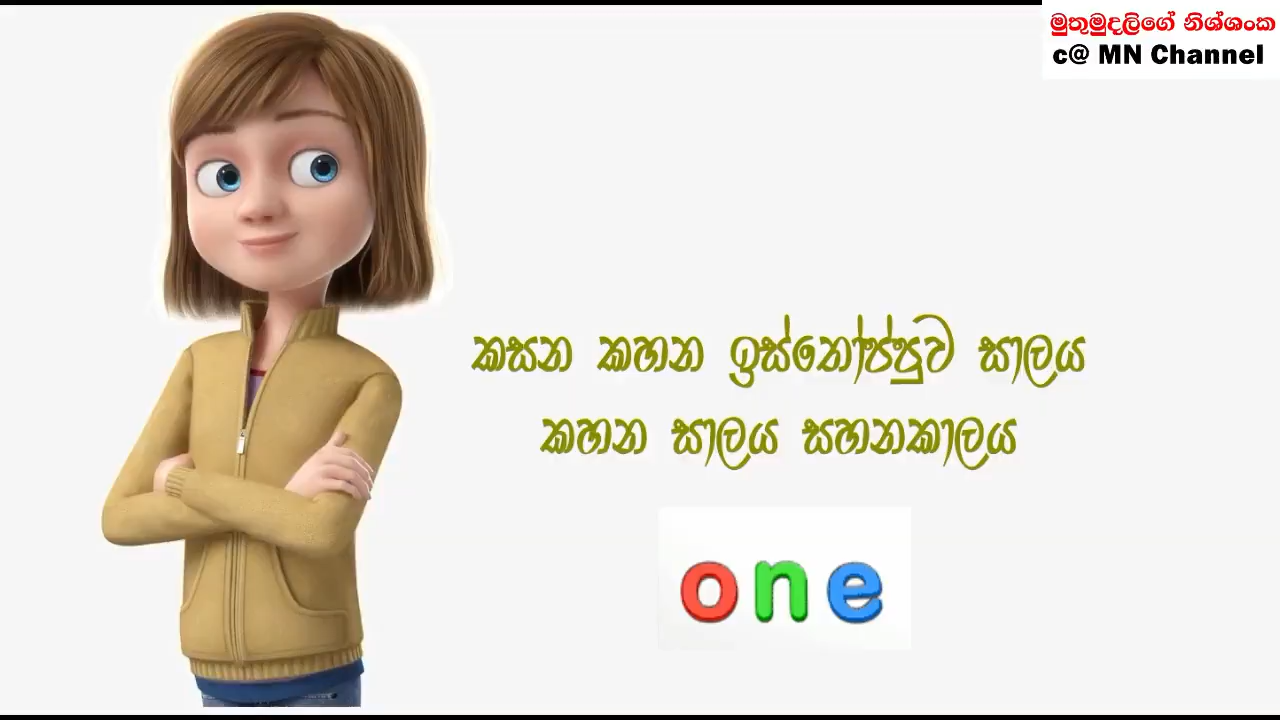 මුතුමුදලිගේ නිශ්ශංක
c@ MN Channel
කසන කහන ඉස්තෝප්පුව සාලය
කහන සාලය සහනකාලය
one